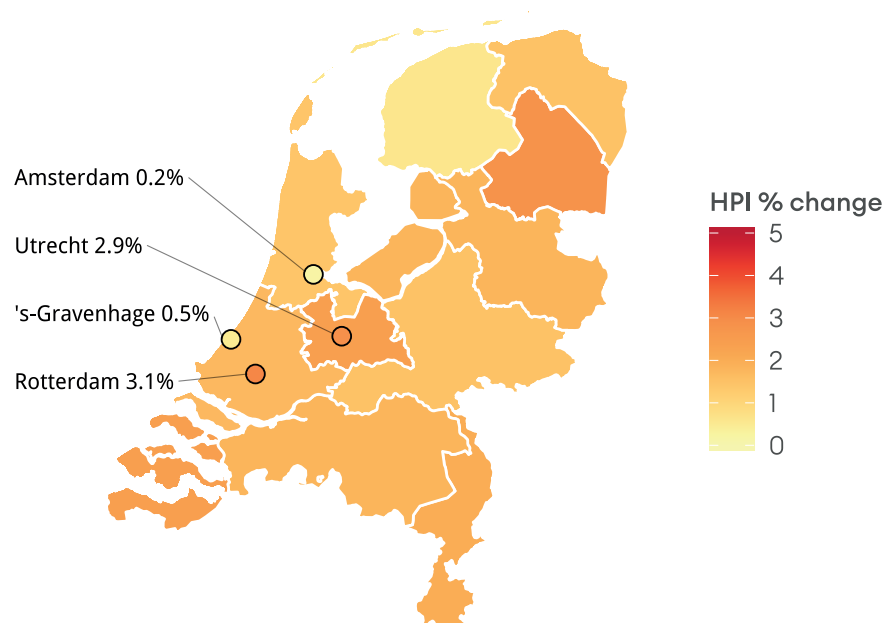 Amsterdam 0.2%
Utrecht 2.9%
's-Gravenhage 0.5%
Rotterdam 3.1%
HPI % change
5
4
3
2
1
0